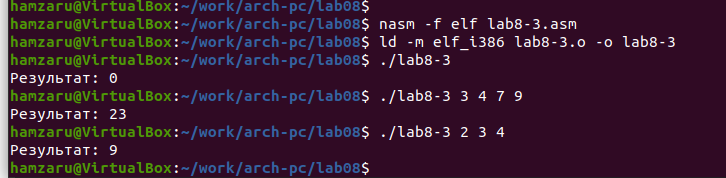 hamzaru@VirtualBox:~/work/arch-pc/lab08$
hamzaru@VirtualBox:~/work/arch-pc/lab08$ nasm -f elf lab8-3.asm
hamzaru@VirtualBox:~/work/arch-pc/lab08$ ld -m elf_i386 lab8-3.o -o lab8-3
hamzaru@VirtualBox:~/work/arch-pc/lab08$ ./lab8-3
Результат: 0
hamzaru@VirtualBox:~/work/arch-pc/lab08$ ./lab8-3 3 4 7 9
Результат: 23
hamzaru@VirtualBox:~/work/arch-pc/lab08$ ./lab8-3 2 3 4
Результат: 9
hamzaru@VirtualBox:~/work/arch-pc/lab08$